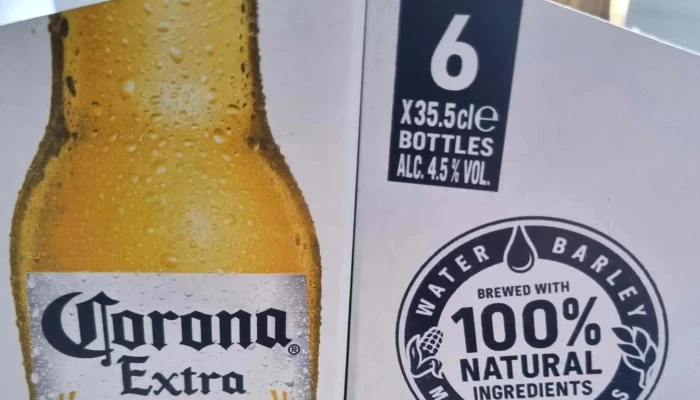 6
X35.5cl℮
BOTTLES
ALC. 4.5% VOL.
Corona®
Extra
WATER BARLEY
BREWED WITH
100%
NATURAL
INGREDIENTS